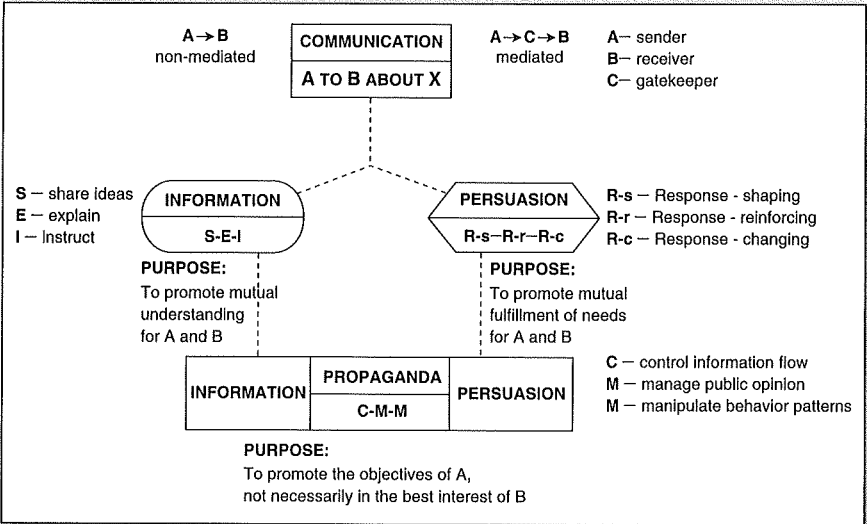 A→B
non-mediated
COMMUNICATION
A TO B ABOUT X
A→C→B
mediated
A— sender
B— receiver
C— gatekeeper
S — share ideas
E — explain
I — Instruct
INFORMATION
S-E-I
PERSUASION
R-s—R-r—R-c
R-s — Response - shaping
R-r — Response - reinforcing
R-c — Response - changing
PURPOSE:
To promote mutual
understanding
for A and B
PURPOSE:
To promote mutual
fulfillment of needs
for A and B
INFORMATION
PROPAGANDA
C-M-M
PERSUASION
C — control information flow
M — manage public opinion
M — manipulate behavior patterns
PURPOSE:
To promote the objectives of A,
not necessarily in the best interest of B